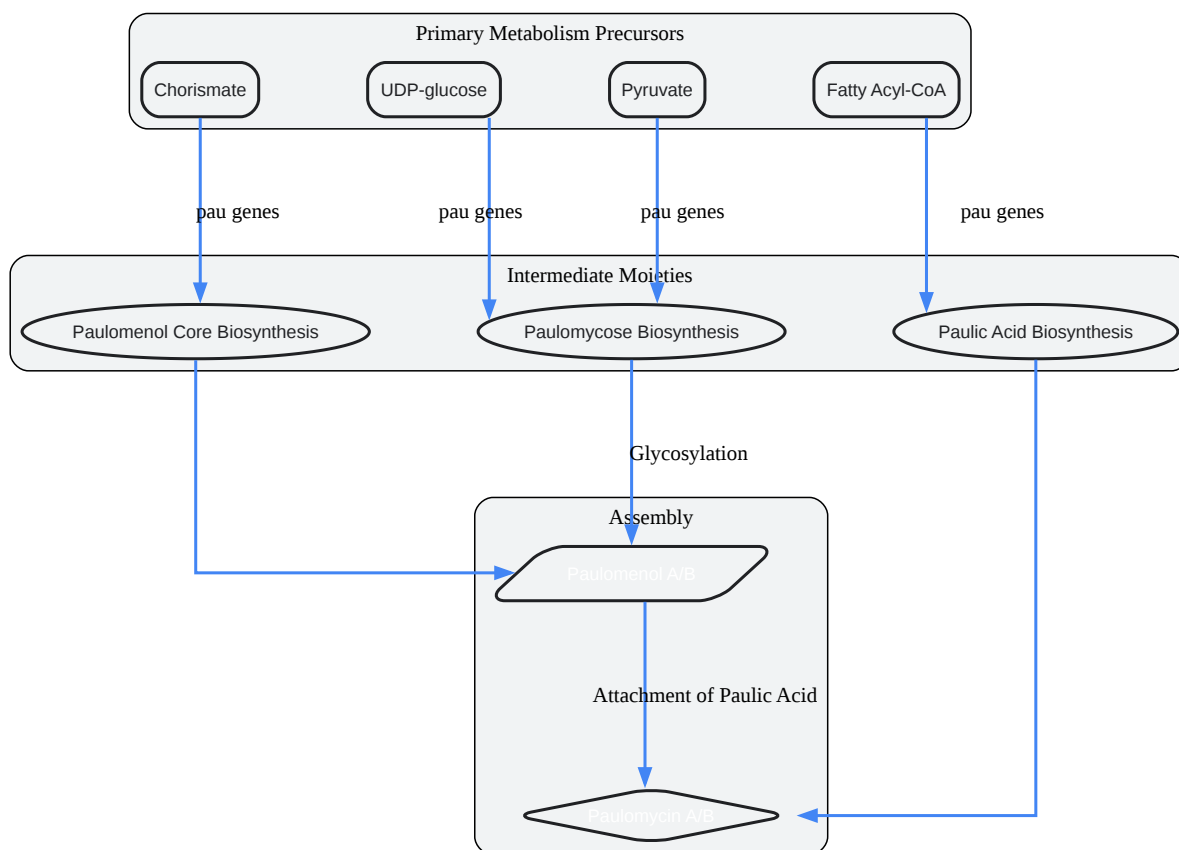 Primary Metabolism Precursors
Chorismate
UDP-glucose
Pyruvate
Fatty Acyl-CoA
pau genes
pau genes
pau genes
pau genes
Intermediate Moieties
Paulomenol Core Biosynthesis
Paulomycose Biosynthesis
Paulic Acid Biosynthesis
Glycosylation
Assembly
Paulomenol A/B
Attachment of Paulic Acid
Paulomycin A/B